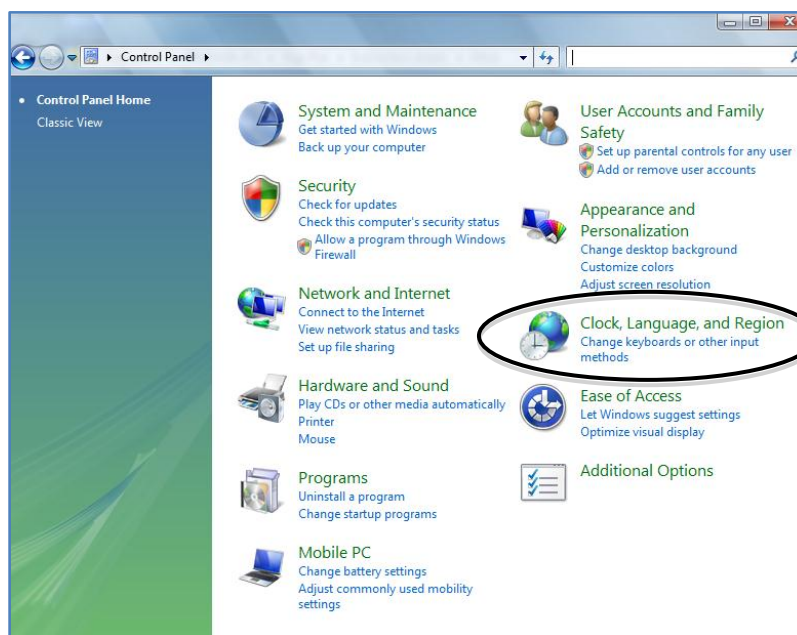 Control Panel
Control Panel Home
Classic View
System and Maintenance
Get started with Windows
Back up your computer
Security
Check for updates
Check this computer's security status
Allow a program through Windows
Firewall
Network and Internet
Connect to the Internet
View network status and tasks
Set up file sharing
Hardware and Sound
Play CDs or other media automatically
Printer
Mouse
Programs
Uninstall a program
Change startup programs
Mobile PC
Change battery settings
Adjust commonly used mobility
settings
User Accounts and Family
Safety
Set up parental controls for any user
Add or remove user accounts
Appearance and
Personalization
Change desktop background
Customize colors
Adjust screen resolution
Clock, Language, and Region
Change keyboards or other input
methods
Ease of Access
Let Windows suggest settings
Optimize visual display
Additional Options